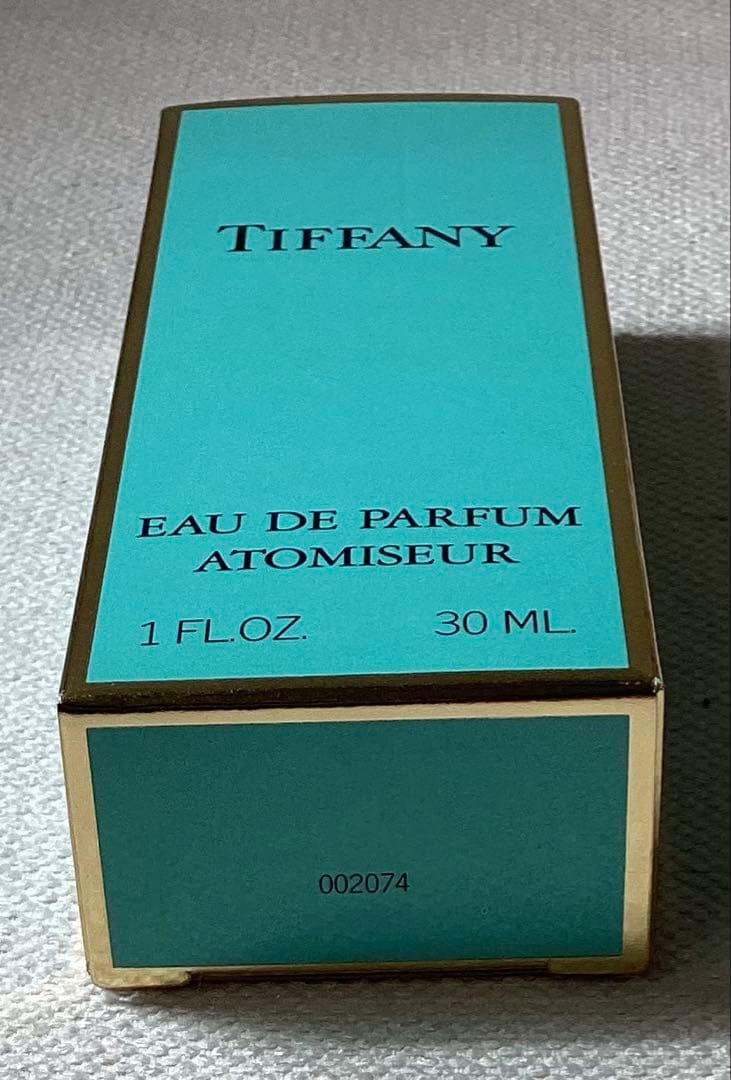 TIFFANY
EAU DE PARFUM
ATOMISEUR
1 FL.OZ. 30 ML.
002074